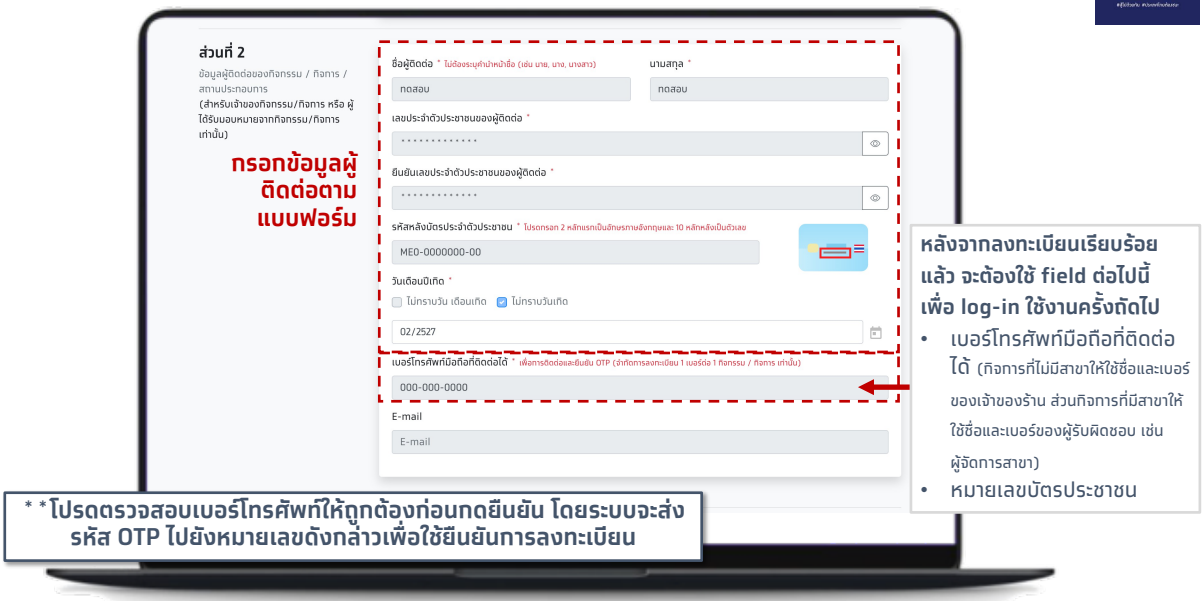 #รู้ไปด้วยกัน #ประเทศไทยต้องรอด
ส่วนที่ 2
ข้อมูลผู้ติดต่อของกิจกรรม / กิจการ /
สถานประกอบการ
(สำหรับเจ้าของกิจกรรม/กิจการ หรือ ผู้
ได้รับมอบหมายจากกิจกรรม/กิจการ
เท่านั้น)
กรอกข้อมูลผู้
ติดต่อตาม
แบบฟอร์ม
ชื่อผู้ติดต่อ * ไม่ต้องระบุคำนำหน้าชื่อ (เช่น นาย, นาง, นางสาว) นามสกุล *
ทดสอบ ทดสอบ
เลขประจำตัวประชาชนของผู้ติดต่อ *
*************
ยืนยันเลขประจำตัวประชาชนของผู้ติดต่อ *
*************
รหัสหลังบัตรประจำตัวประชาชน * โปรดกรอก 2 หลักแรกเป็นอักษรภาษาอังกฤษและ 10 หลักหลังเป็นตัวเลข
ME0-0000000-00
วันเดือนปีเกิด *
ไม่ทราบวัน เดือนเกิด ไม่ทราบวันเกิด
02/2527
เบอร์โทรศัพท์มือถือที่ติดต่อได้ * เพื่อการติดต่อและยืนยัน OTP (จำกัดการลงทะเบียน 1 เบอร์ต่อ 1 กิจกรรม / กิจการ เท่านั้น)
000-000-0000
E-mail
E-mail
หลังจากลงทะเบียนเรียบร้อย
แล้ว จะต้องใช้ field ต่อไปนี้
เพื่อ log-in ใช้งานครั้งถัดไป
• เบอร์โทรศัพท์มือถือที่ติดต่อ
ได้ (กิจการที่ไม่มีสาขาให้ใช้ชื่อและเบอร์
ของเจ้าของร้าน ส่วนกิจการที่มีสาขาให้
ใช้ชื่อและเบอร์ของผู้รับผิดชอบ เช่น
ผู้จัดการสาขา)
• หมายเลขบัตรประชาชน
**โปรดตรวจสอบเบอร์โทรศัพท์ให้ถูกต้องก่อนกดยืนยัน โดยระบบจะส่ง
รหัส OTP ไปยังหมายเลขดังกล่าวเพื่อใช้ยืนยันการลงทะเบียน